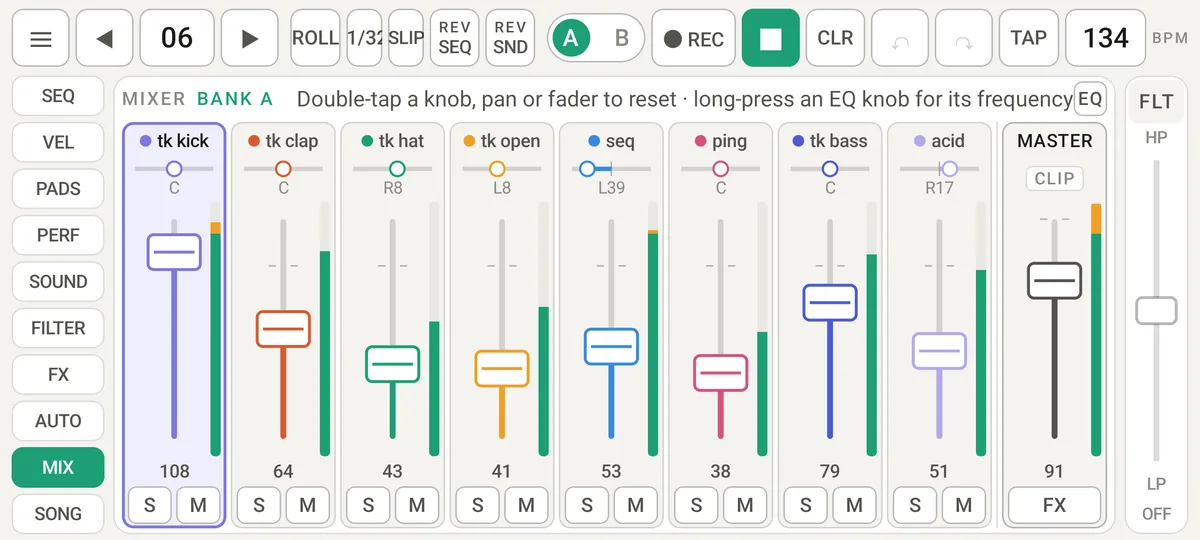 06 ROLL 1/32 SLIP REV SEQ REV SND A B REC CLR TAP 134 BPM
SEQ
VEL
PADS
PERF
SOUND
FILTER
FX
AUTO
MIX
SONG
MIXER BANK A Double-tap a knob, pan or fader to reset · long-press an EQ knob for its frequency EQ
tk kick tk clap tk hat tk open seq ping tk bass acid MASTER
C C R8 L8 L39 C C R17 CLIP
108 64 43 41 53 38 79 51 91
S M S M S M S M S M S M S M S M FX
FLT
HP
LP
OFF